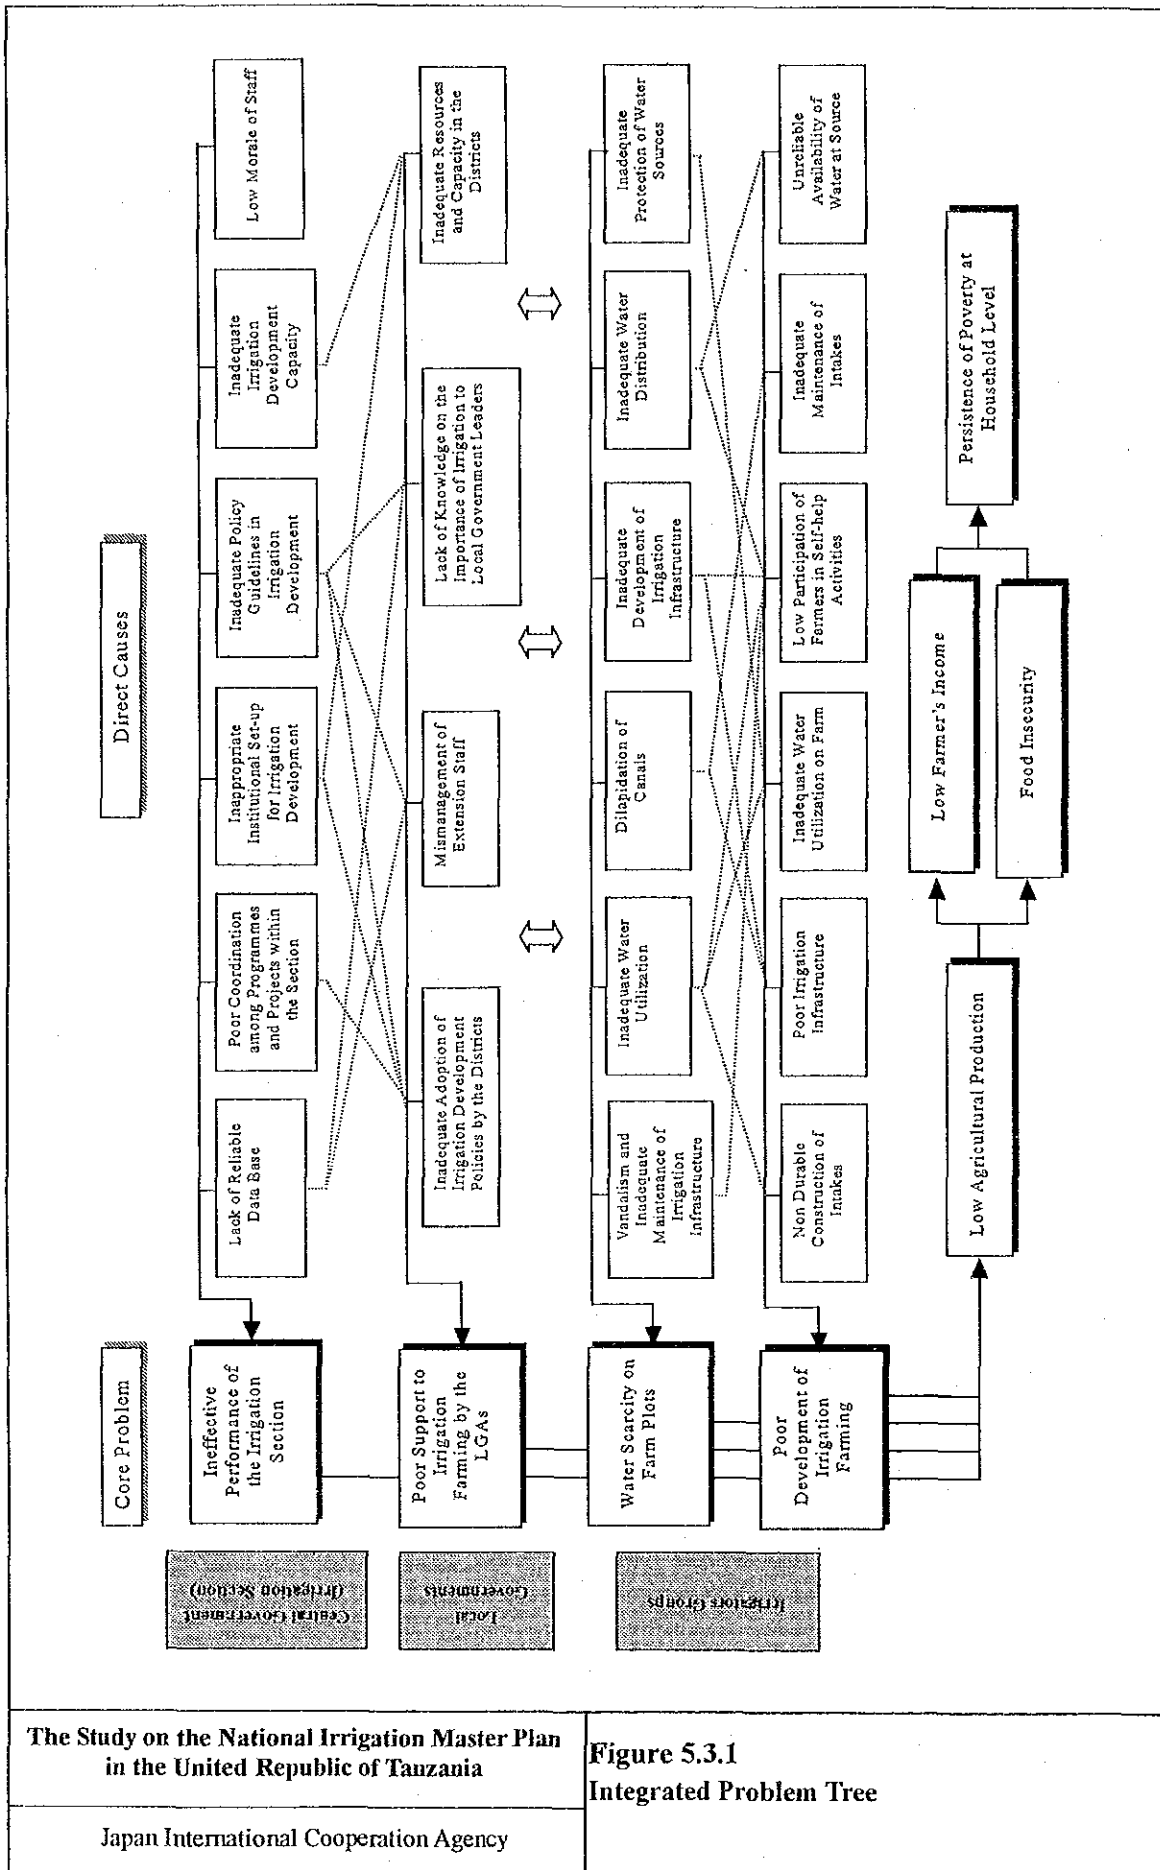 Core Problem
Direct Causes
Central Government
(Irrigation Section)
Ineffective
Performance of
the Irrigation
Section
Lack of Reliable
Data Base
Poor Coordination
among Programmes
and Projects within
the Section
Inappropriate
Institutional Set-up
for Irrigation
Development
Inadequate Policy
Guidelines in
Irrigation
Development
Inadequate
Irrigation
Development
Capacity
Low Morale of Staff
Local
Governments
Poor Support to
Irrigation
Farming by the
LGAs
Inadequate Adoption of
Irrigation Development
Policies by the Districts
Mismanagement of
Extension Staff
Lack of Knowledge on the
Importance of Irrigation to
Local Government Leaders
Inadequate Resources
and Capacity in the
Districts
Irrigators Groups
Water Scarcity on
Farm Plots
Vandalism and
Inadequate
Maintenance of
Irrigation
Infrastructure
Inadequate Water
Utilization
Dilapidation of
Canals
Inadequate
Development of
Irrigation
Infrastructure
Inadequate Water
Distribution
Inadequate
Protection of Water
Sources
Poor
Development of
Irrigation
Farming
Non Durable
Construction of
Intakes
Poor Irrigation
Infrastructure
Inadequate Water
Utilization on Farm
Low Participation of
Farmers in Self-help
Activities
Inadequate
Maintenance of
Intakes
Unreliable
Availability of
Water at Source
Low Agricultural Production
Low Farmer's Income
Food Insecurity
Persistence of Poverty at
Household Level
The Study on the National Irrigation Master Plan
in the United Republic of Tanzania
Japan International Cooperation Agency
Figure 5.3.1
Integrated Problem Tree